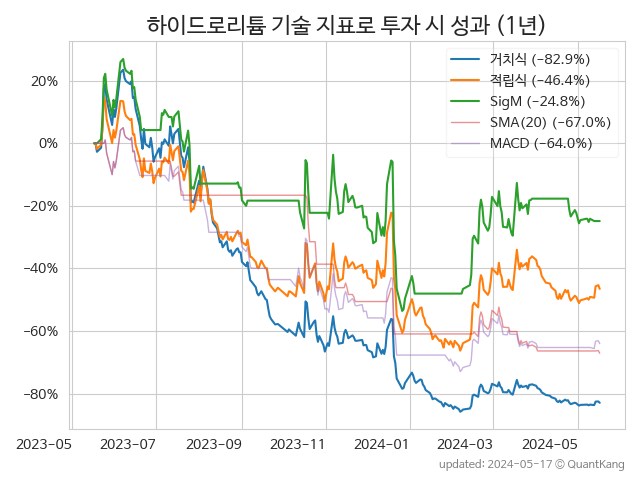 하이드로리튬 기술 지표로 투자 시 성과 (1년)
거치식 (−82.9%)
적립식 (−46.4%)
SigM (−24.8%)
SMA(20) (−67.0%)
MACD (−64.0%)
20%
0%
−20%
−40%
−60%
−80%
2023-05 2023-07 2023-09 2023-11 2024-01 2024-03 2024-05
updated: 2024-05-17 © QuantKang